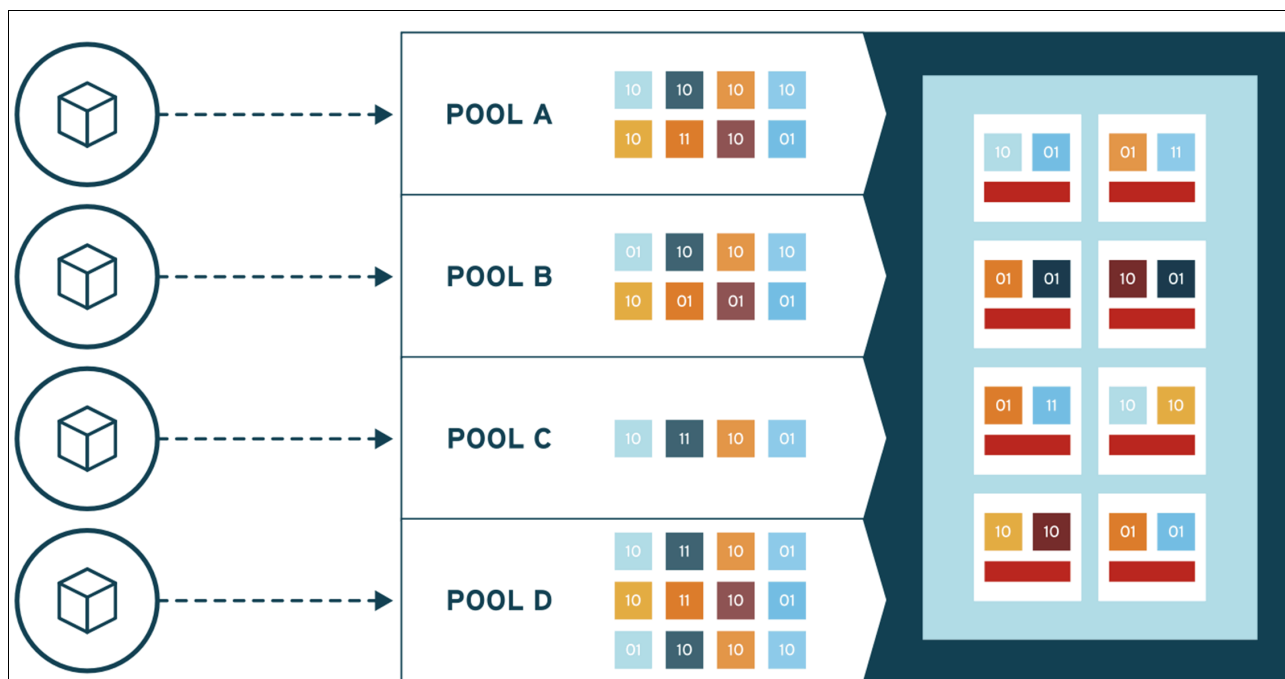 10 10 10 10
POOL A
10 11 10 01
01 10 10 10
POOL B
10 01 01 01
POOL C
10 11 10 01
10 11 10 01
POOL D
10 11 10 01
01 10 10 10
10 01 01 11
01 01 10 01
01 11 10 10
10 10 01 01